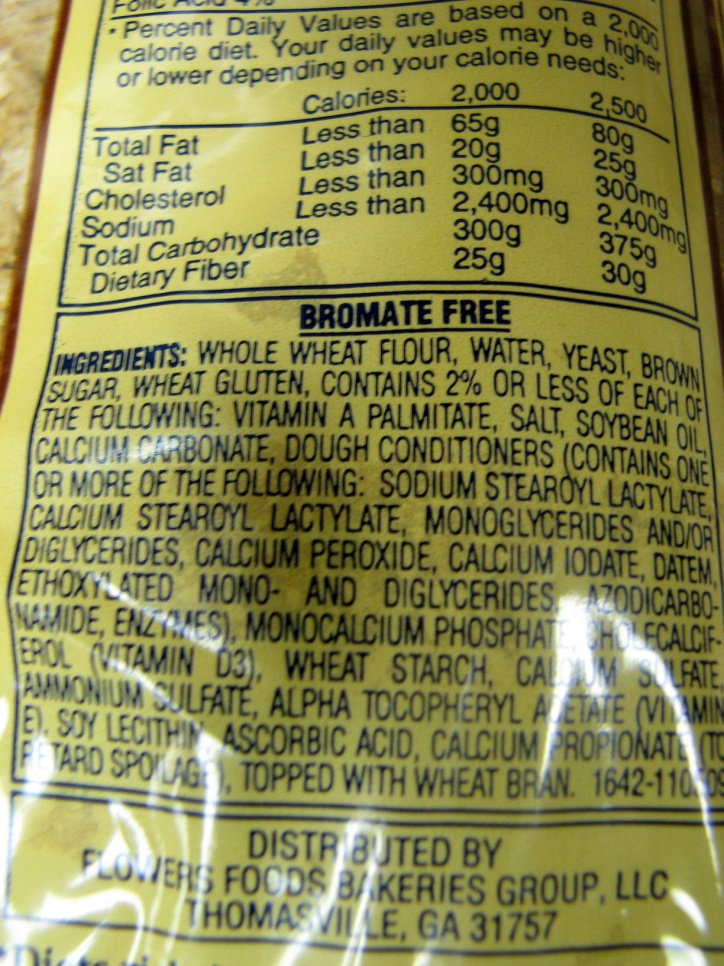 Folic Acid 4%
* Percent Daily Values are based on a 2,000
calorie diet. Your daily values may be higher
or lower depending on your calorie needs:
Calories: 2,000 2,500
Total Fat Less than 65g 80g
Sat Fat Less than 20g 25g
Cholesterol Less than 300mg 300mg
Sodium Less than 2,400mg 2,400mg
Total Carbohydrate 300g 375g
Dietary Fiber 25g 30g
BROMATE FREE
INGREDIENTS: WHOLE WHEAT FLOUR, WATER, YEAST, BROWN
SUGAR, WHEAT GLUTEN, CONTAINS 2% OR LESS OF EACH OF
THE FOLLOWING: VITAMIN A PALMITATE, SALT, SOYBEAN OIL,
CALCIUM CARBONATE, DOUGH CONDITIONERS (CONTAINS ONE
OR MORE OF THE FOLLOWING: SODIUM STEAROYL LACTYLATE,
CALCIUM STEAROYL LACTYLATE, MONOGLYCERIDES AND/OR
DIGLYCERIDES, CALCIUM PEROXIDE, CALCIUM IODATE, DATEM,
ETHOXYLATED MONO- AND DIGLYCERIDES, AZODICARBO-
NAMIDE, ENZYMES), MONOCALCIUM PHOSPHATE, CHOLECALCIF-
EROL (VITAMIN D3), WHEAT STARCH, CALCIUM SULFATE,
AMMONIUM SULFATE, ALPHA TOCOPHERYL ACETATE (VITAMIN
E), SOY LECITHIN, ASCORBIC ACID, CALCIUM PROPIONATE (TO
RETARD SPOILAGE), TOPPED WITH WHEAT BRAN.
DISTRIBUTED BY
FLOWERS FOODS BAKERIES GROUP, LLC
THOMASVILLE, GA 31757